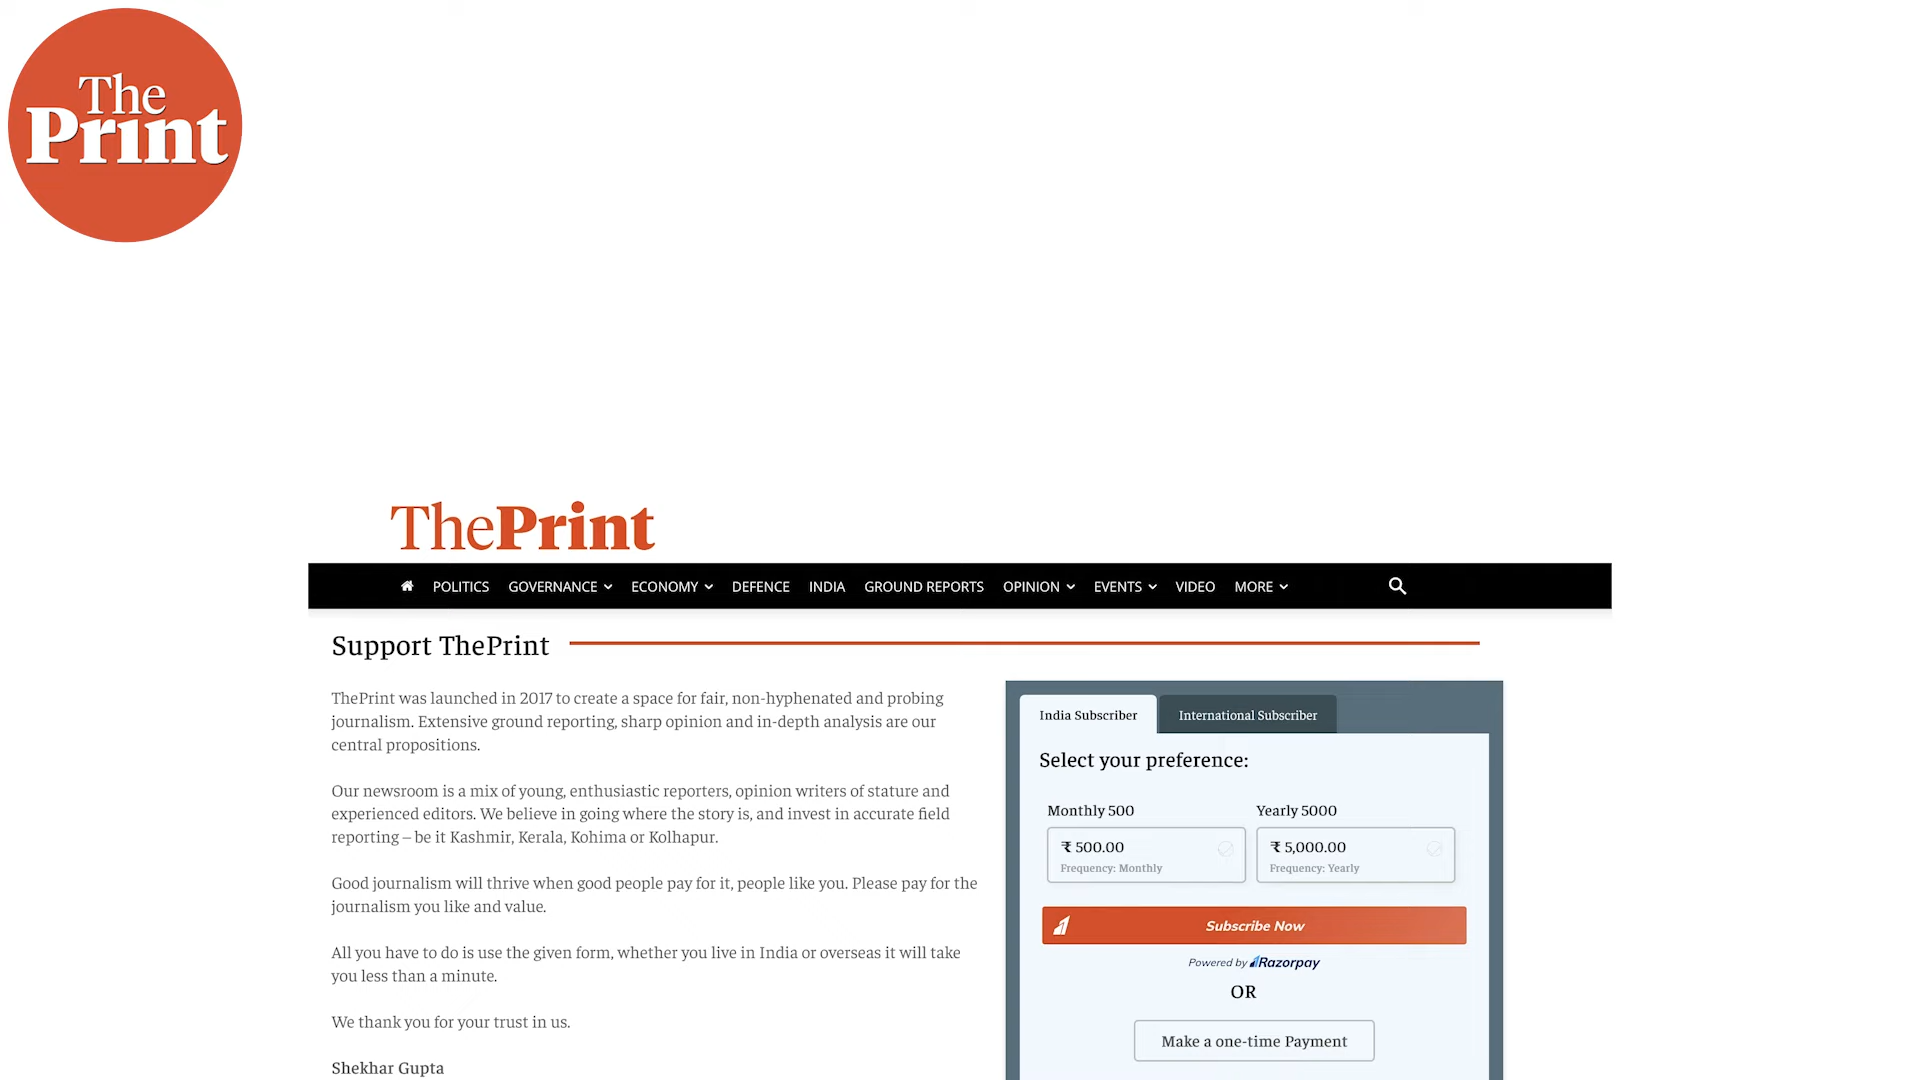 The
Print
ThePrint
POLITICS GOVERNANCE ECONOMY DEFENCE INDIA GROUND REPORTS OPINION EVENTS VIDEO MORE
Support ThePrint
ThePrint was launched in 2017 to create a space for fair, non-hyphenated and probing
journalism. Extensive ground reporting, sharp opinion and in-depth analysis are our
central propositions.
Our newsroom is a mix of young, enthusiastic reporters, opinion writers of stature and
experienced editors. We believe in going where the story is, and invest in accurate field
reporting – be it Kashmir, Kerala, Kohima or Kolhapur.
Good journalism will thrive when good people pay for it, people like you. Please pay for the
journalism you like and value.
All you have to do is use the given form, whether you live in India or overseas it will take
you less than a minute.
We thank you for your trust in us.
Shekhar Gupta
India Subscriber International Subscriber
Select your preference:
Monthly 500 Yearly 5000
₹ 500.00 ₹ 5,000.00
Frequency: Monthly Frequency: Yearly
Subscribe Now
Powered by Razorpay
OR
Make a one-time Payment